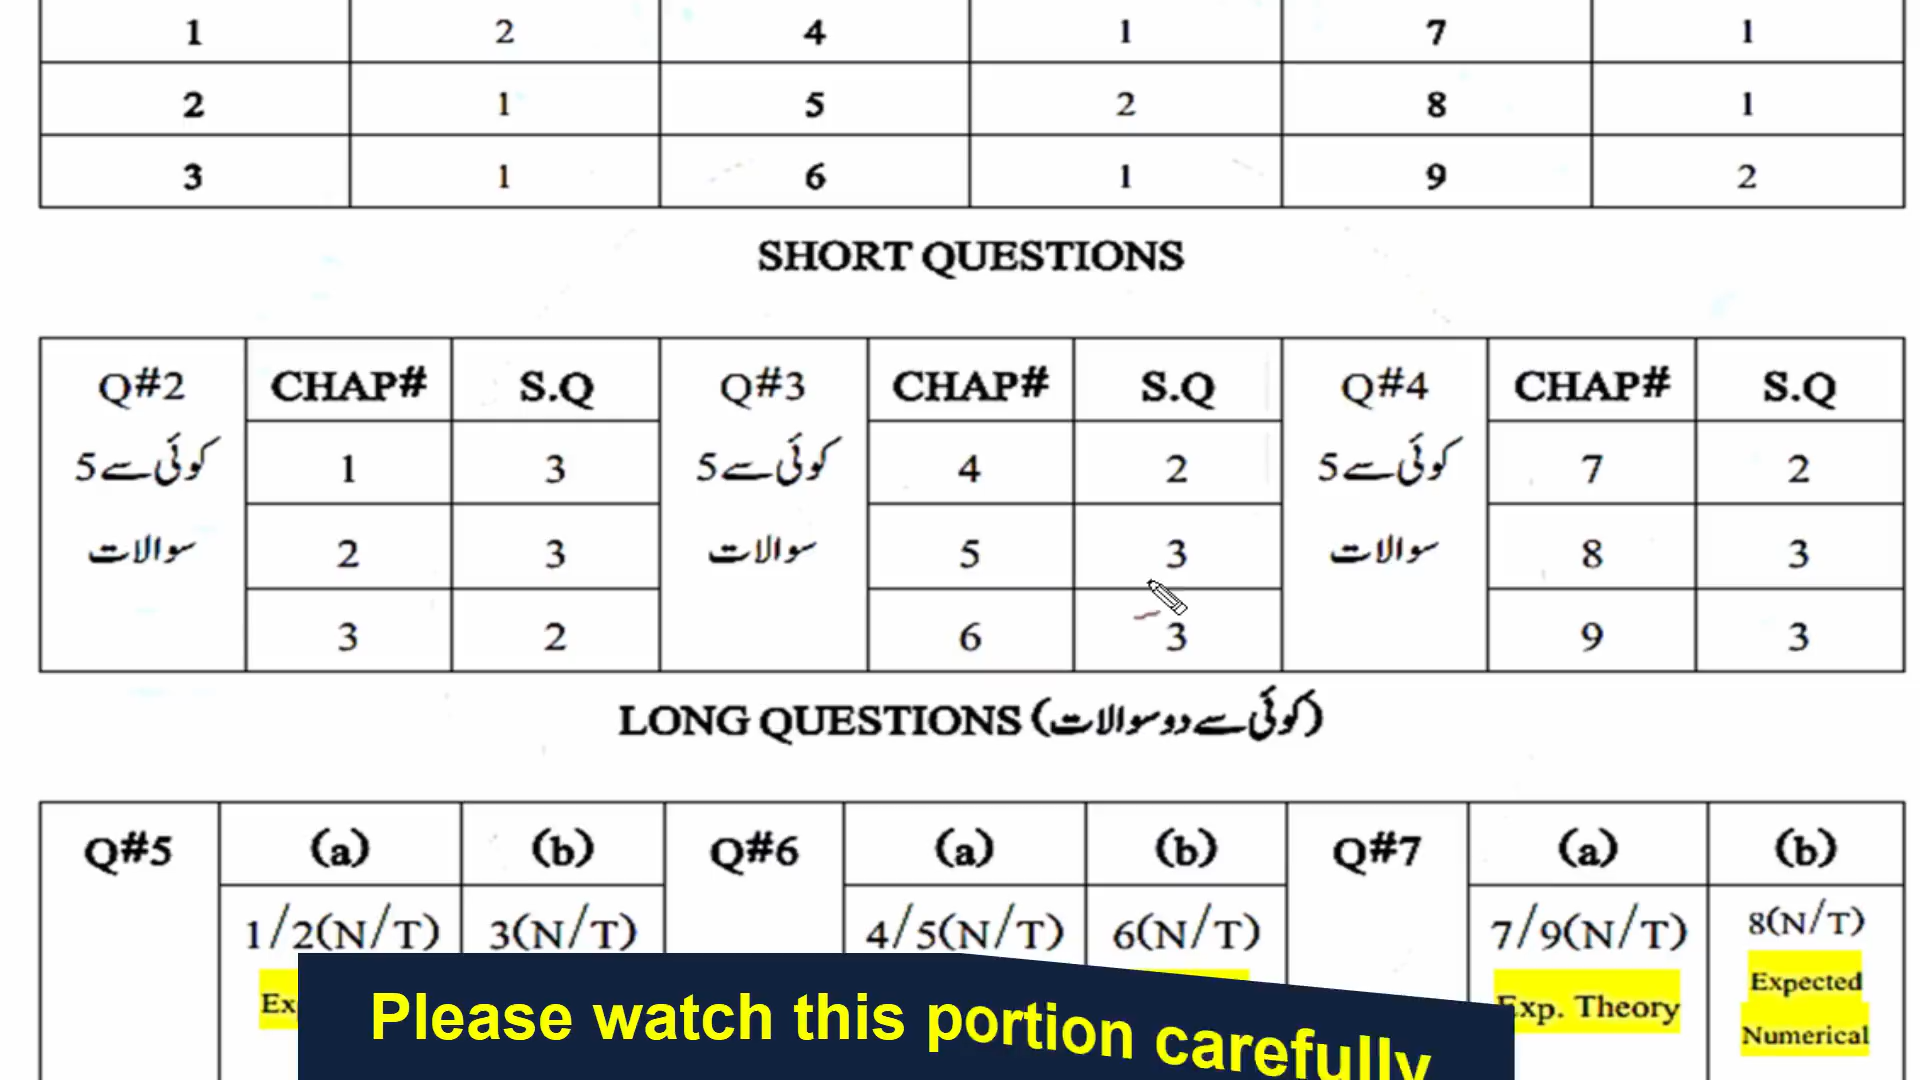 1 2 4 1 7 1
2 1 5 2 8 1
3 1 6 1 9 2
SHORT QUESTIONS
Q#2 CHAP# S.Q Q#3 CHAP# S.Q Q#4 CHAP# S.Q
کوئی سے 5 1 3 کوئی سے 5 4 2 کوئی سے 5 7 2
سوالات 2 3 سوالات 5 3 سوالات 8 3
3 2 6 3 9 3
LONG QUESTIONS (کوئی سے دو سوالات)
Q#5 (a) (b) Q#6 (a) (b) Q#7 (a) (b)
1/2(N/T) 3(N/T) 4/5(N/T) 6(N/T) 7/9(N/T) 8(N/T)
Exp. Theory Expected
Numerical
Please watch this portion carefully